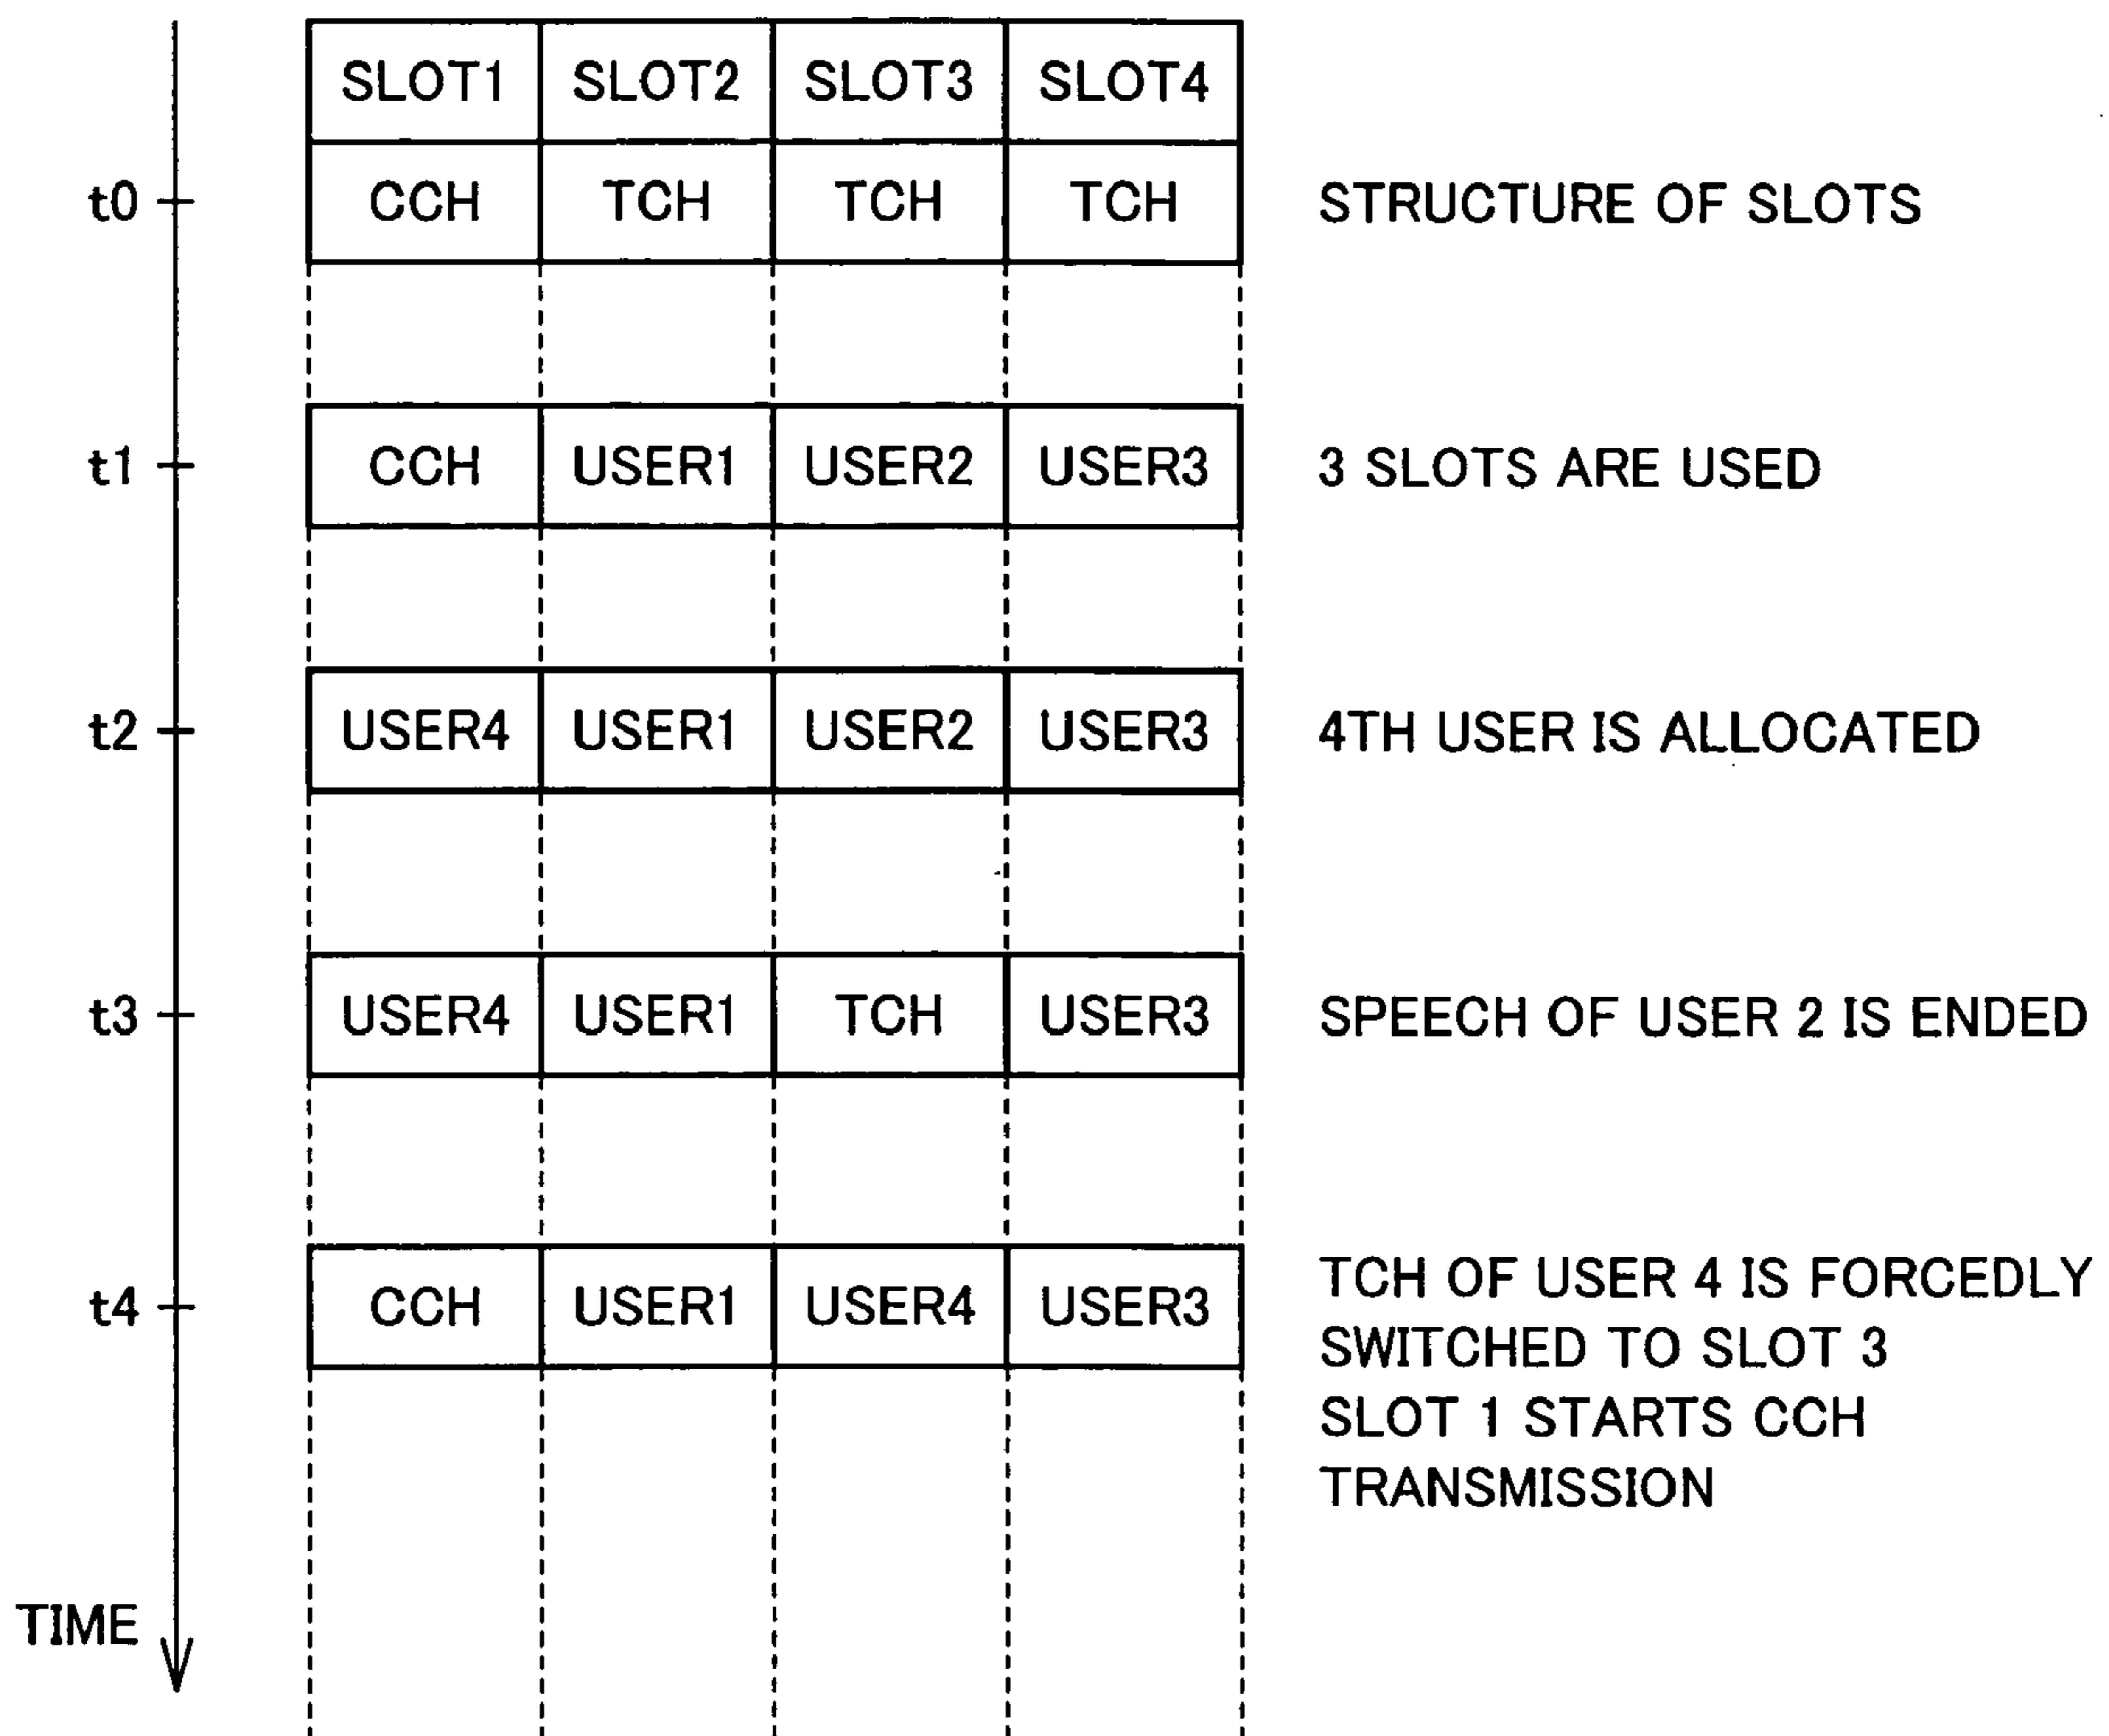 SLOT1 SLOT2 SLOT3 SLOT4
t0 CCH TCH TCH TCH STRUCTURE OF SLOTS
t1 CCH USER1 USER2 USER3 3 SLOTS ARE USED
t2 USER4 USER1 USER2 USER3 4TH USER IS ALLOCATED
t3 USER4 USER1 TCH USER3 SPEECH OF USER 2 IS ENDED
t4 CCH USER1 USER4 USER3 TCH OF USER 4 IS FORCEDLY
SWITCHED TO SLOT 3
SLOT 1 STARTS CCH
TRANSMISSION
TIME